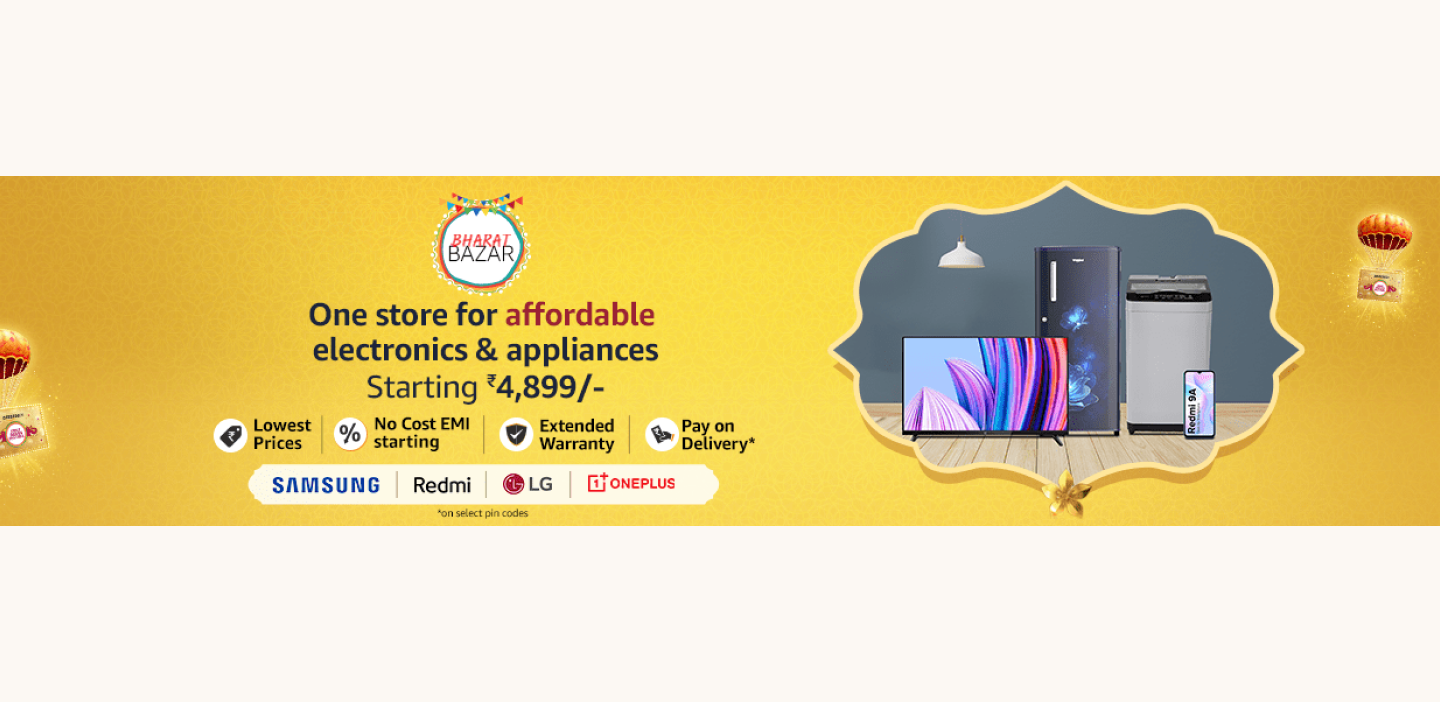 BHARAT
BAZAR
One store for affordable
electronics & appliances
Starting ₹4,899/-
Lowest
Prices
No Cost EMI
starting
Extended
Warranty
Pay on
Delivery*
SAMSUNG
Redmi
LG
ONEPLUS
*on select pin codes
Redmi 9A